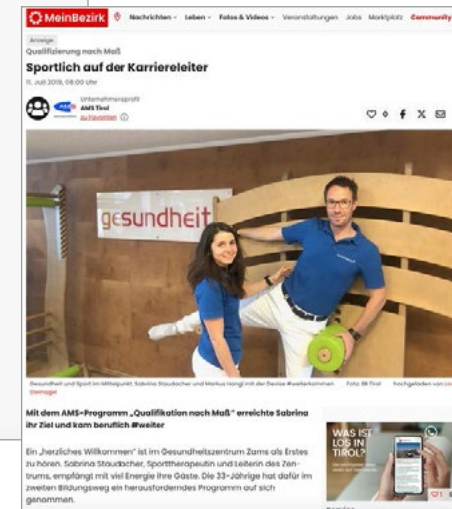 MeinBezirk Nachrichten Leben Fotos & Videos Veranstaltungen Jobs Marktplatz Community
Anzeige
Qualifizierung nach Maß
Sportlich auf der Karriereleiter
11. Juli 2019, 08:00 Uhr
Unternehmensprofil
AMS Tirol
zu Favoriten
gesundheit
Gesundheit und Sport im Mittelpunkt: Sabrina Staudacher und Markus Hangl mit der Devise #weiterkommen Foto: BB Tirol hochgeladen von
Mit dem AMS-Programm „Qualifikation nach Maß“ erreichte Sabrina
ihr Ziel und kam beruflich #weiter
Ein „herzliches Willkommen“ ist im Gesundheitszentrum Zams als Erstes
zu hören. Sabrina Staudacher, Sporttherapeutin und Leiterin des Zen-
trums, empfängt mit viel Energie ihre Gäste. Die 33-Jährige hat dafür im
zweiten Bildungsweg ein herausforderndes Programm auf sich
genommen.
WAS IST
LOS IN
TIROL?